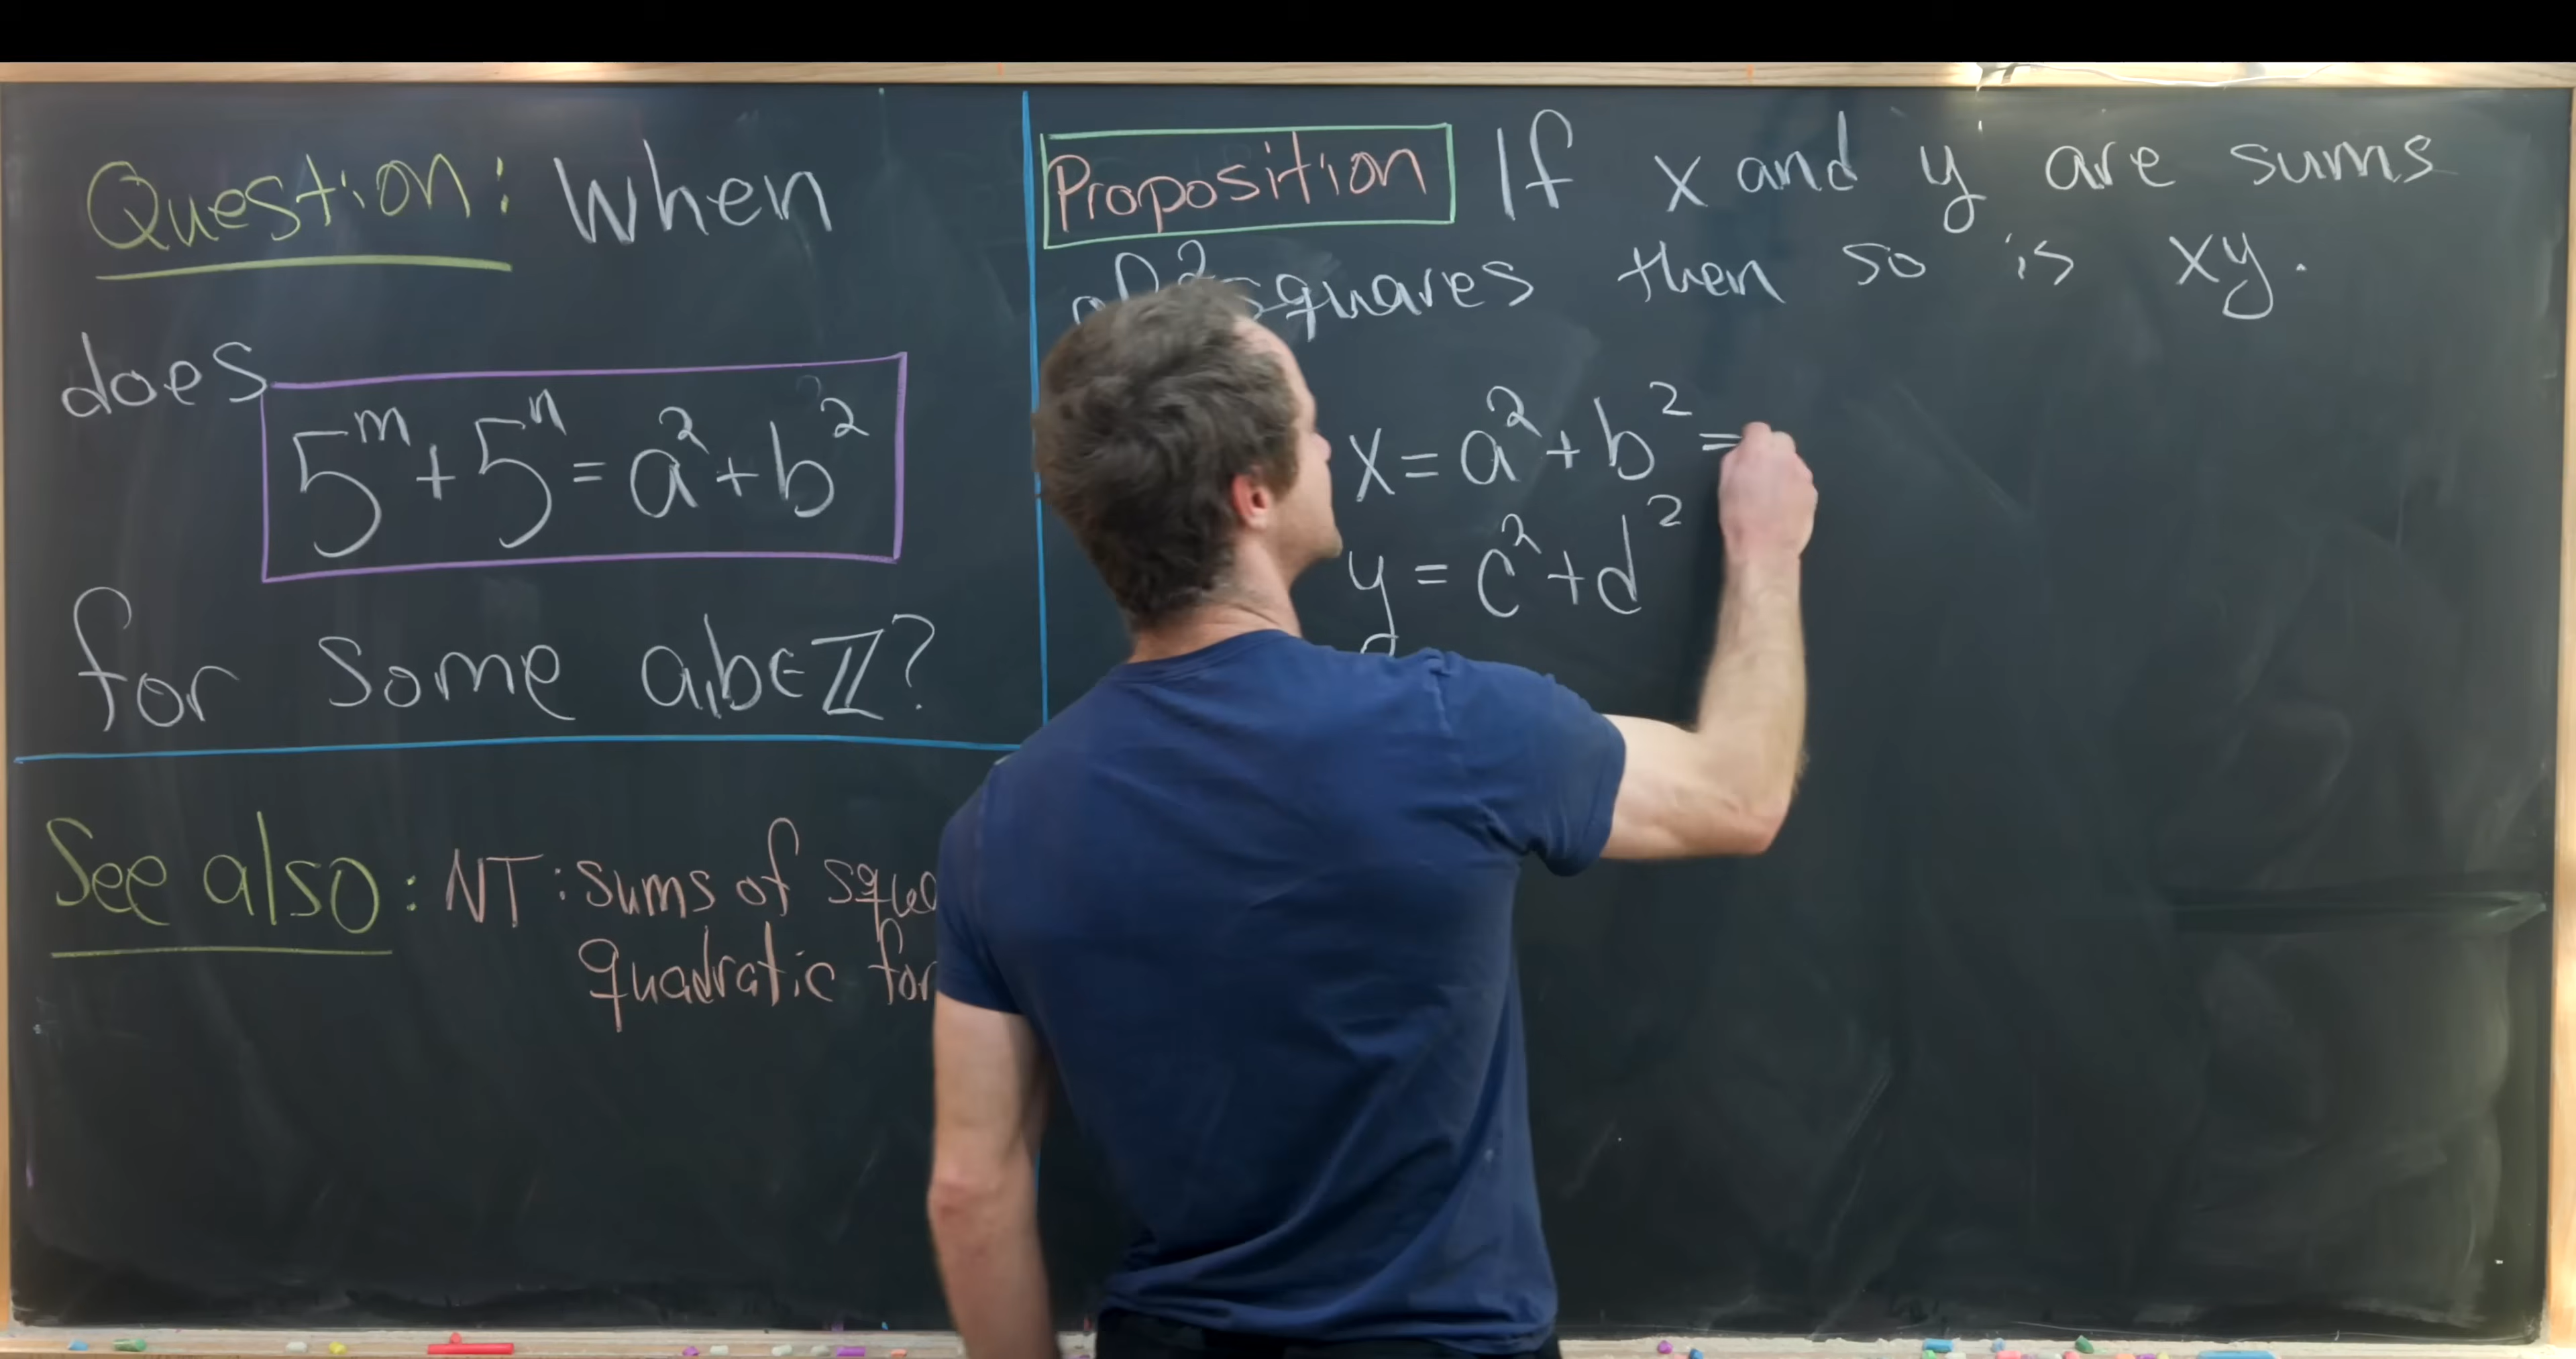 Question: When
does
5^m + 5^n = a^2 + b^2
for some a,b∈ℤ?
See also: NT: Sums of
quadratic
Proposition If x and y are sums
2 squares then so is xy.
x = a^2 + b^2 =
y = c^2 + d^2